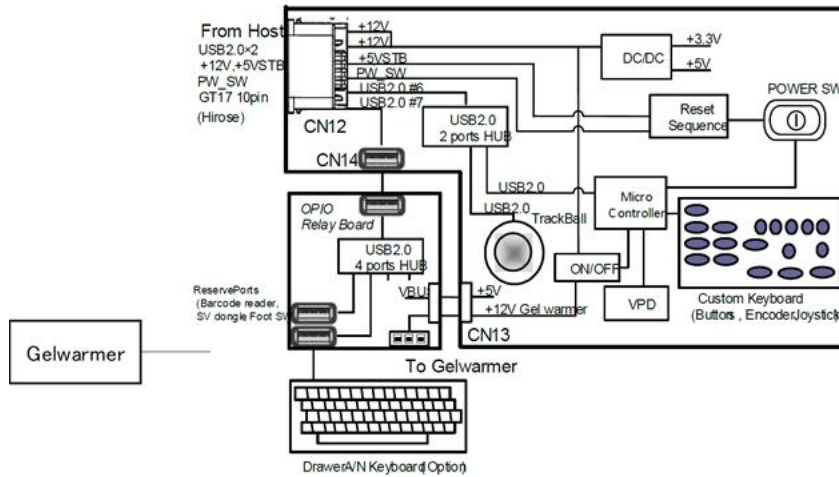 From Host
USB2.0×2
+12V,+5VSTB
PW_SW
GT17 10pin
(Hirose)
+12V
+12V
+5VSTB
PW_SW
USB2.0 #6
USB2.0 #7
CN12
CN14
DC/DC
+3.3V
+5V
POWER SW
Reset
Sequence
USB2.0
2 ports HUB
USB2.0
USB2.0
TrackBall
Micro
Controller
ON/OFF
VPD
Custom Keyboard
(Buttons , Encoder,Joystick
OPIO
Relay Board
USB2.0
4 ports HUB
ReservePorts
(Barcode reader,
SV dongle Foot SW
VBUS
+5V
+12V Gel warmer
CN13
To Gelwarmer
Gelwarmer
DrawerA/N Keyboard(Option)